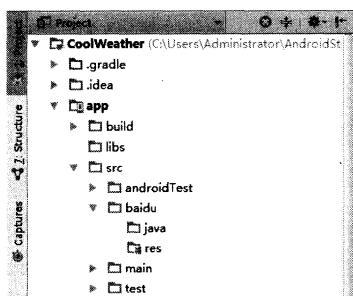 Project
CoolWeather (C:\Users\Administrator\AndroidSt
.gradle
.idea
app
build
libs
src
androidTest
baidu
java
res
main
test
Z: Structure
Captures